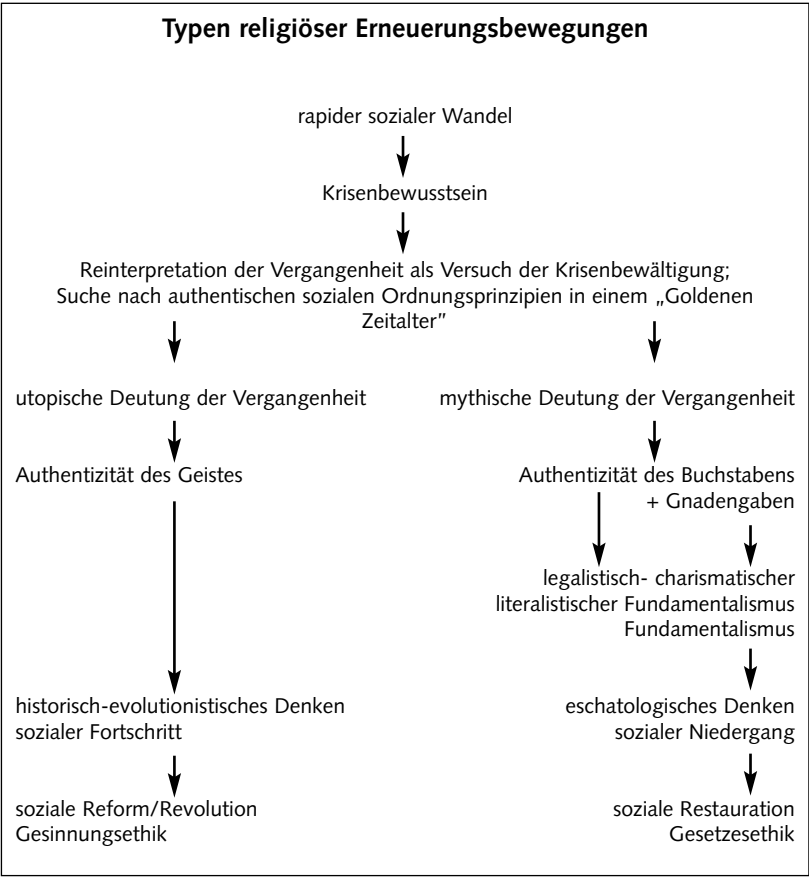 Typen religiöser Erneuerungsbewegungen
rapider sozialer Wandel
Krisenbewusstsein
Reinterpretation der Vergangenheit als Versuch der Krisenbewältigung;
Suche nach authentischen sozialen Ordnungsprinzipien in einem „Goldenen
Zeitalter”
utopische Deutung der Vergangenheit
mythische Deutung der Vergangenheit
Authentizität des Geistes
Authentizität des Buchstabens
+ Gnadengaben
legalistisch- charismatischer
literalistischer Fundamentalismus
Fundamentalismus
historisch-evolutionistisches Denken
sozialer Fortschritt
eschatologisches Denken
sozialer Niedergang
soziale Reform/Revolution
Gesinnungsethik
soziale Restauration
Gesetzesethik